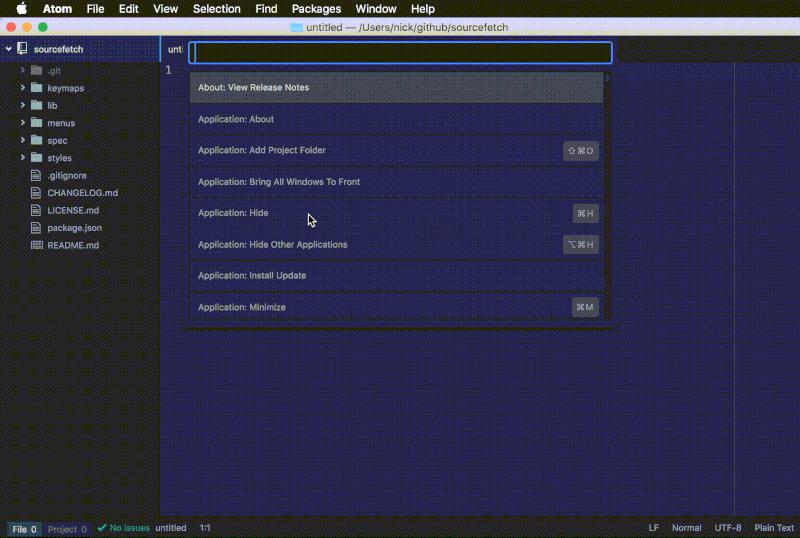 Atom File Edit View Selection Find Packages Window Help
untitled — /Users/nick/github/sourcefetch
sourcefetch
.git
keymaps
lib
menus
spec
styles
.gitignore
CHANGELOG.md
LICENSE.md
package.json
README.md
unti
1
About: View Release Notes
Application: About
Application: Add Project Folder ⇧⌘O
Application: Bring All Windows To Front
Application: Hide ⌘H
Application: Hide Other Applications ⌥⌘H
Application: Install Update
Application: Minimize ⌘M
File 0 Project 0 No Issues untitled 1:1 LF Normal UTF-8 Plain Text